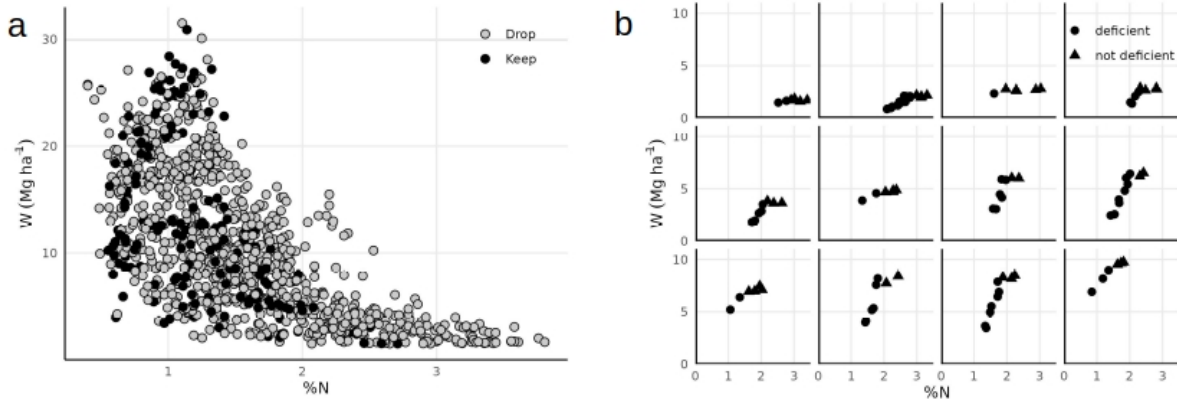 a
30
20
10
W (Mg ha-1)
1
2
3
%N
Drop
Keep
b
10
5
0
10
5
0
10
5
0
W (Mg ha-1)
deficient
not deficient
0 1 2 3 0 1 2 3 0 1 2 3 0 1 2 3
%N